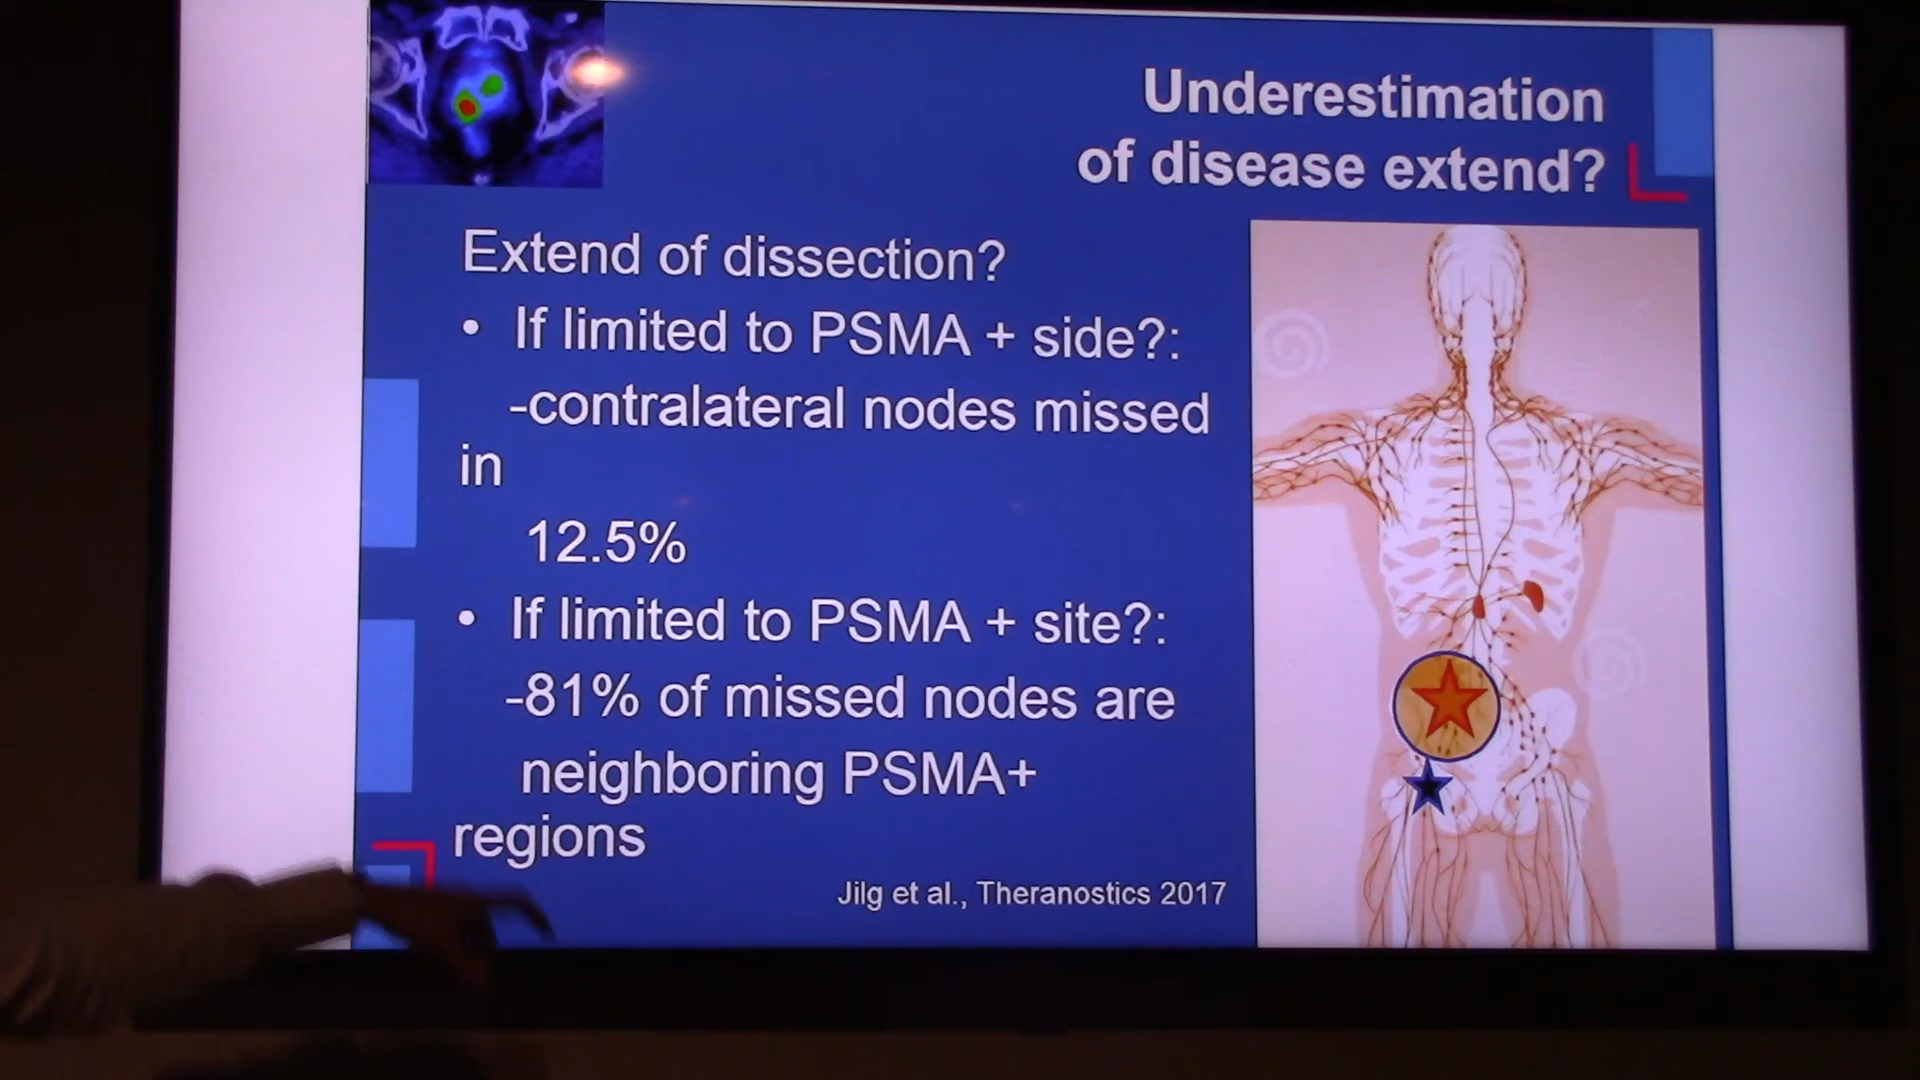 Underestimation
of disease extend?
Extend of dissection?
• If limited to PSMA + side?:
-contralateral nodes missed
in
12.5%
• If limited to PSMA + site?:
-81% of missed nodes are
neighboring PSMA+
regions
Jilg et al., Theranostics 2017